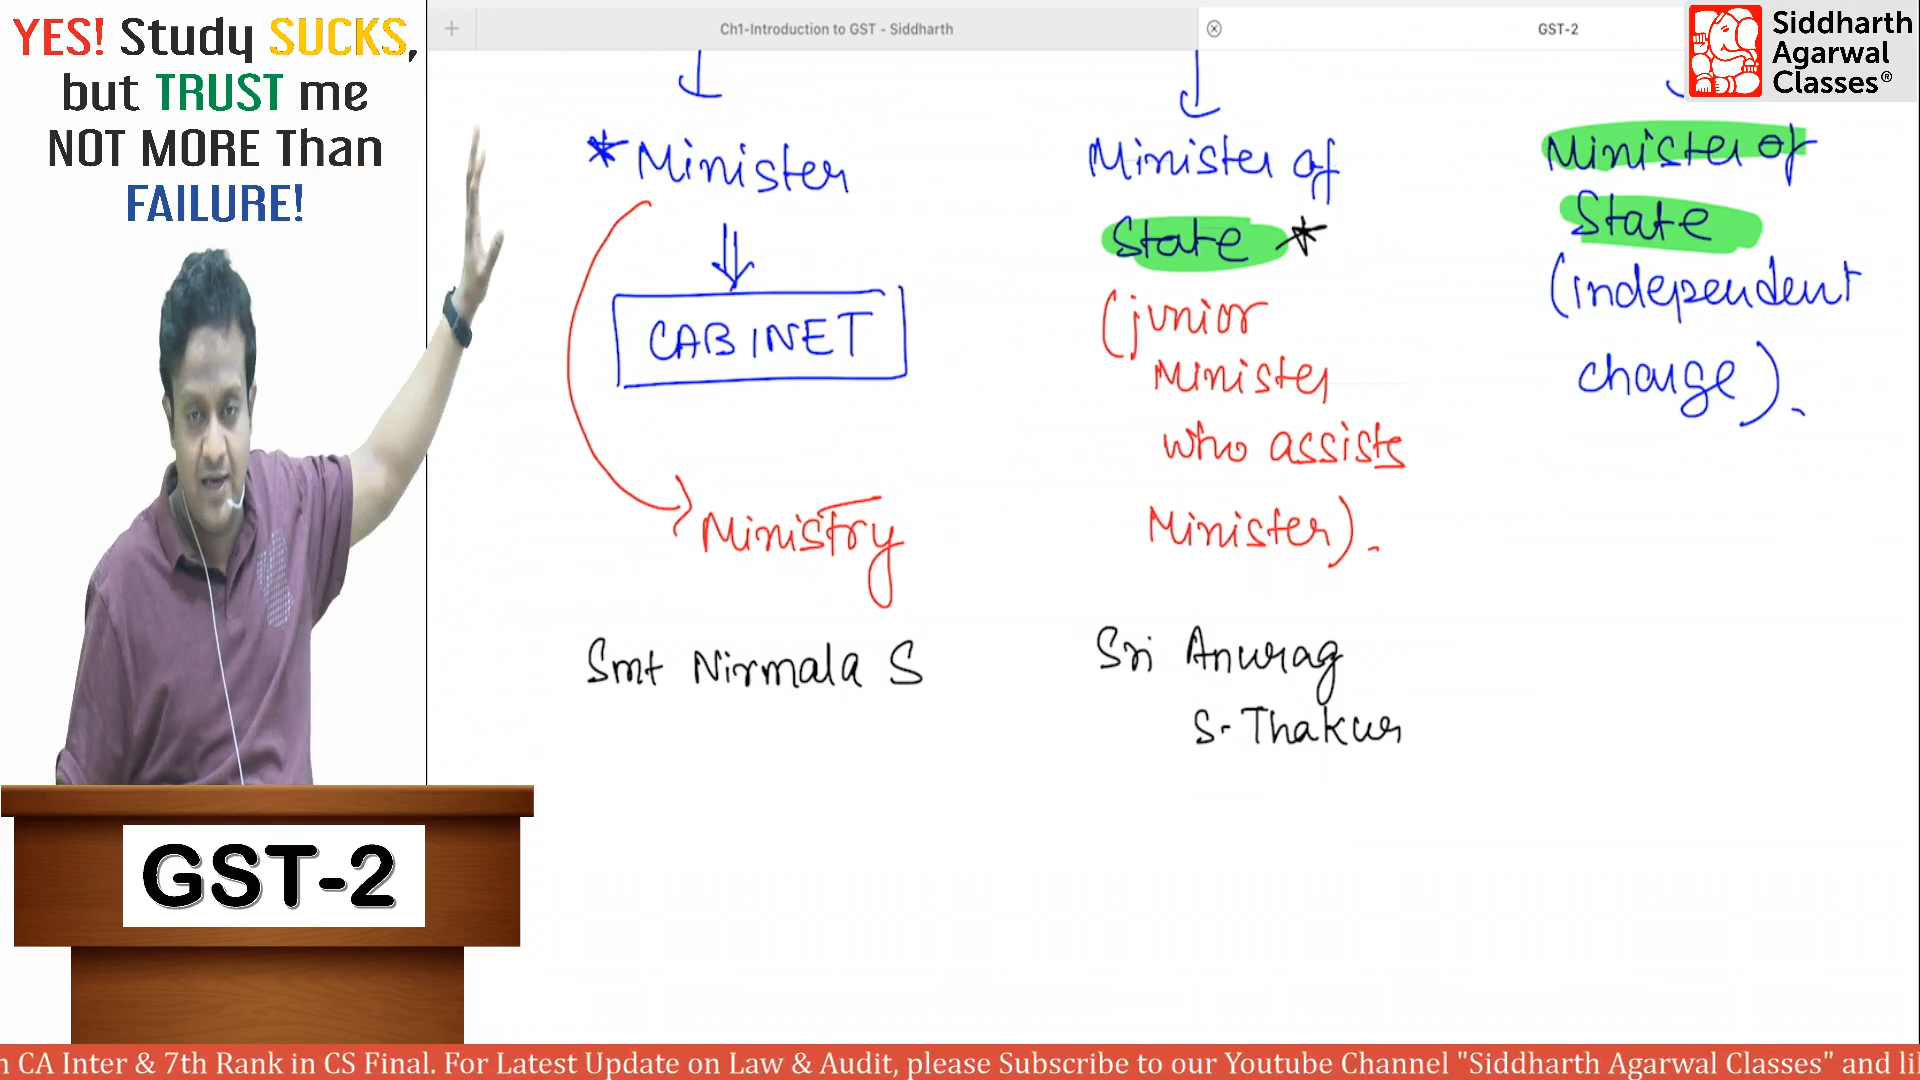 YES! Study SUCKS,
but TRUST me
NOT MORE Than
FAILURE!
Ch1-Introduction to GST - Siddharth
GST-2
Siddharth
Agarwal
Classes®
* Minister
CABINET
Ministry
Smt Nirmala S
Minister of
State *
(junior
Minister
who assists
Minister).
Sri Anurag
S. Thakur
Minister of
State
(independent
charge).
GST-2
n CA Inter & 7th Rank in CS Final. For Latest Update on Law & Audit, please Subscribe to our Youtube Channel "Siddharth Agarwal Classes" and lil